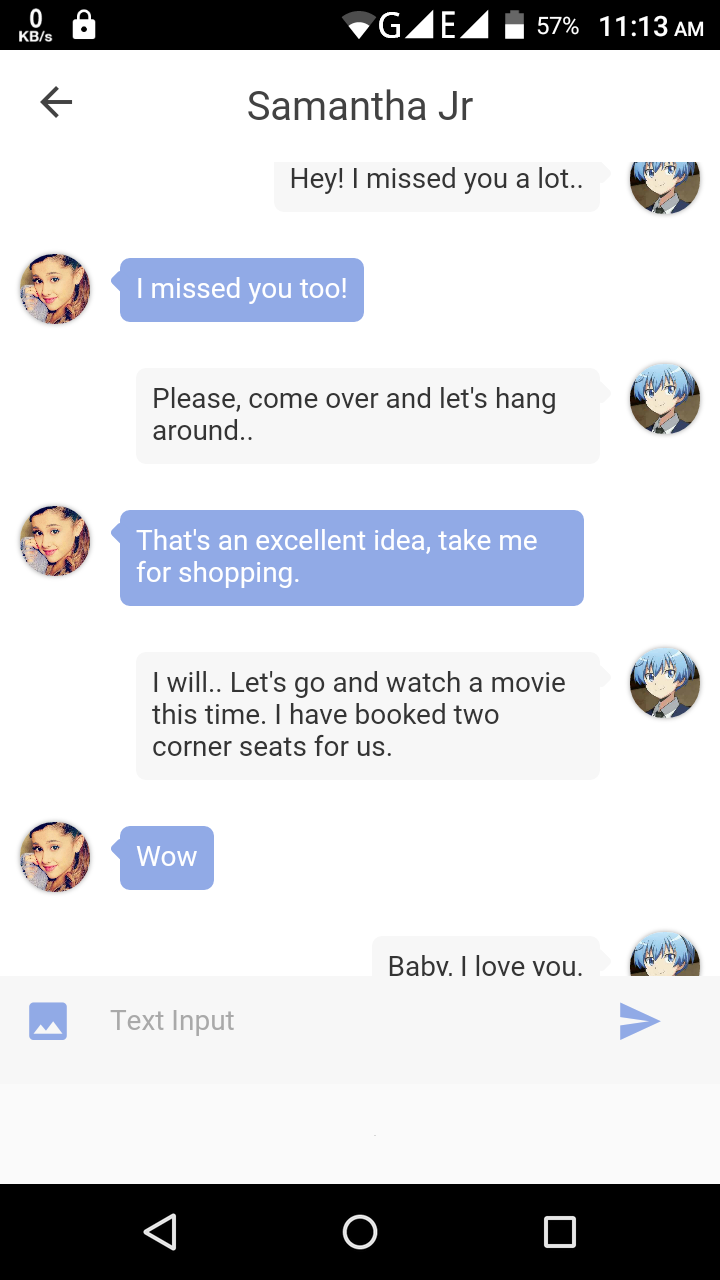 0
KB/s
G
E
57%
11:13 AM
Samantha Jr
Hey! I missed you a lot..
I missed you too!
Please, come over and let's hang
around..
That's an excellent idea, take me
for shopping.
I will.. Let's go and watch a movie
this time. I have booked two
corner seats for us.
Wow
Baby, I love you.
Text Input